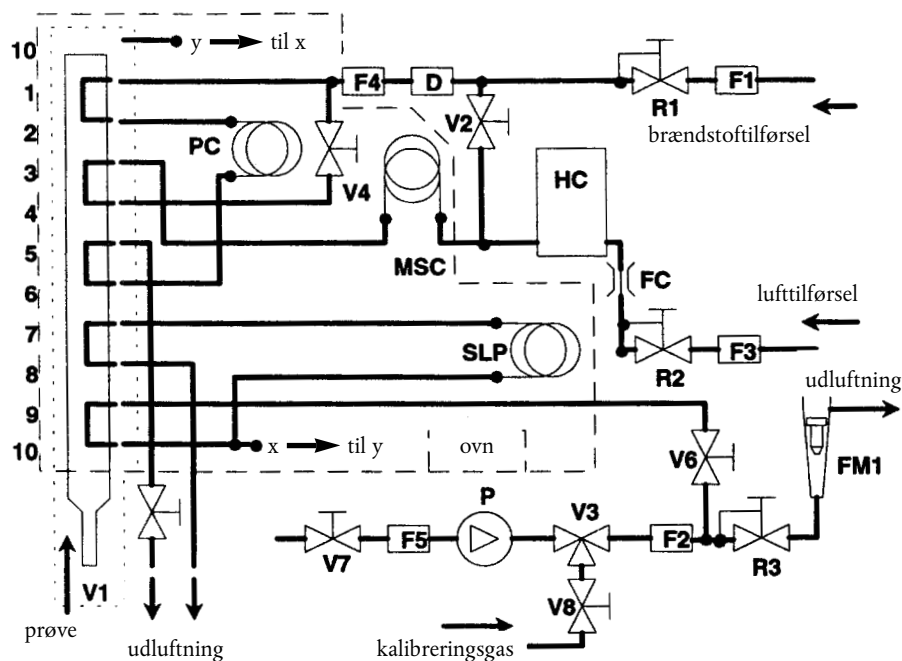 10
y → til x
1
F4
D
R1
F1
brændstoftilførsel
2
PC
V2
3
V4
HC
4
5
MSC
FC
6
lufttilførsel
7
SLP
R2
F3
8
udluftning
9
10
x → til y
ovn
V6
FM1
P
V3
F5
F2
V7
R3
V1
V8
prøve
udluftning
kalibreringsgas